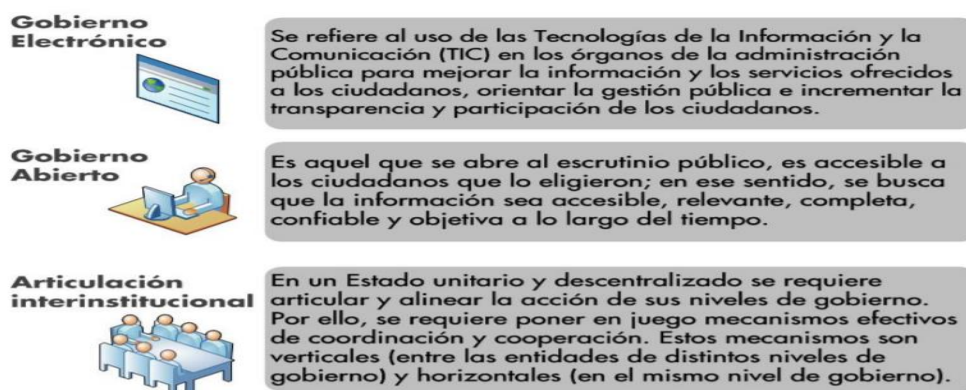 Gobierno
Electrónico
Se refiere al uso de las Tecnologías de la Información y la
Comunicación (TIC) en los órganos de la administración
pública para mejorar la información y los servicios ofrecidos
a los ciudadanos, orientar la gestión pública e incrementar la
transparencia y participación de los ciudadanos.
Gobierno
Abierto
Es aquel que se abre al escrutinio público, es accesible a
los ciudadanos que lo eligieron; en ese sentido, se busca
que la información sea accesible, relevante, completa,
confiable y objetiva a lo largo del tiempo.
Articulación
interinstitucional
En un Estado unitario y descentralizado se requiere
articular y alinear la acción de sus niveles de gobierno.
Por ello, se requiere poner en juego mecanismos efectivos
de coordinación y cooperación. Estos mecanismos son
verticales (entre las entidades de distintos niveles de
gobierno) y horizontales (en el mismo nivel de gobierno).